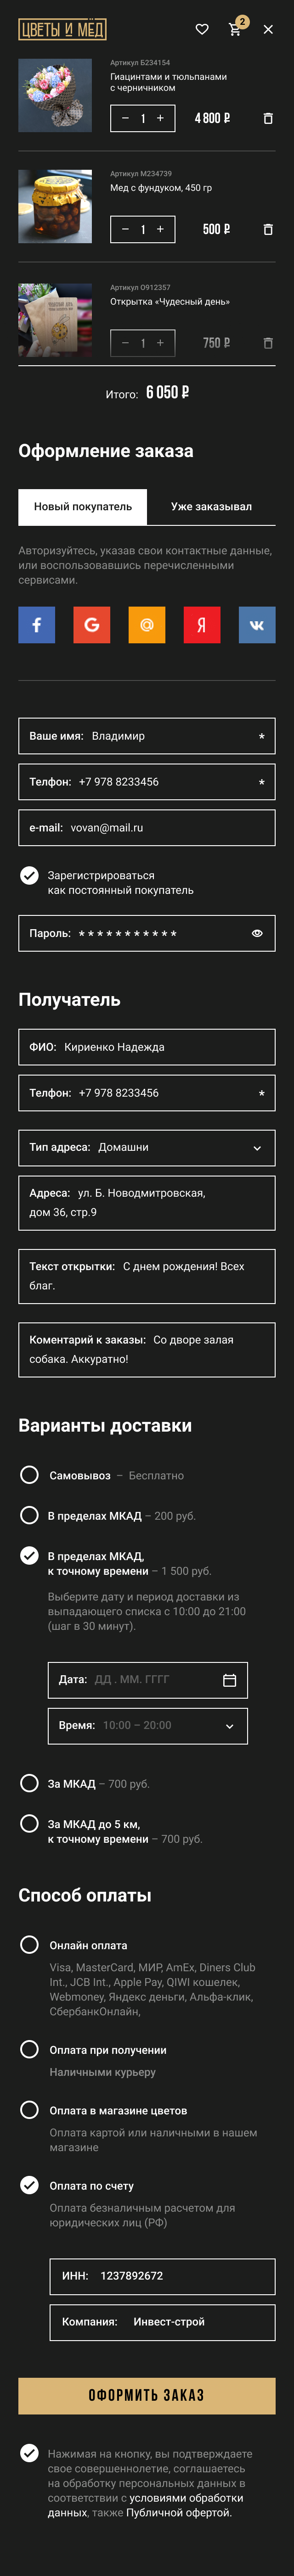 ЦВЕТЫ И МЁД
2
Артикул Б234154
Гиацинтами и тюльпанами
с черничником
− 1 +
4 800 ₽
Артикул М234739
Мед с фундуком, 450 гр
− 1 +
500 ₽
Артикул О912357
Открытка «Чудесный день»
− 1 +
750 ₽
Итого: 6 050 ₽
Оформление заказа
Новый покупатель
Уже заказывал
Авторизуйтесь, указав свои контактные данные,
или воспользовавшись перечисленными
сервисами.
f G @ Я
Ваше имя: Владимир *
Телефон: +7 978 8233456 *
e-mail: vovan@mail.ru
Зарегистрироваться
как постоянный покупатель
Пароль: * * * * * * * * * * *
Получатель
ФИО: Кириенко Надежда
Телефон: +7 978 8233456 *
Тип адреса: Домашни
Адреса: ул. Б. Новодмитровская,
дом 36, стр.9
Текст открытки: С днем рождения! Всех
благ.
Коментарий к заказы: Со дворе залая
собака. Аккуратно!
Варианты доставки
Самовывоз – Бесплатно
В пределах МКАД – 200 руб.
В пределах МКАД,
к точному времени – 1 500 руб.
Выберите дату и период доставки из
выпадающего списка с 10:00 до 21:00
(шаг в 30 минут).
Дата: ДД . ММ. ГГГГ
Время: 10:00 – 20:00
За МКАД – 700 руб.
За МКАД до 5 км,
к точному времени – 700 руб.
Способ оплаты
Онлайн оплата
Visa, MasterCard, МИР, AmEx, Diners Club
Int., JCB Int., Apple Pay, QIWI кошелек,
Webmoney, Яндекс деньги, Альфа-клик,
СбербанкОнлайн,
Оплата при получении
Наличными курьеру
Оплата в магазине цветов
Оплата картой или наличными в нашем
магазине
Оплата по счету
Оплата безналичным расчетом для
юридических лиц (РФ)
ИНН: 1237892672
Компания: Инвест-строй
ОФОРМИТЬ ЗАКАЗ
Нажимая на кнопку, вы подтверждаете
свое совершеннолетие, соглашаетесь
на обработку персональных данных в
соответствии с условиями обработки
данных, также Публичной офертой.